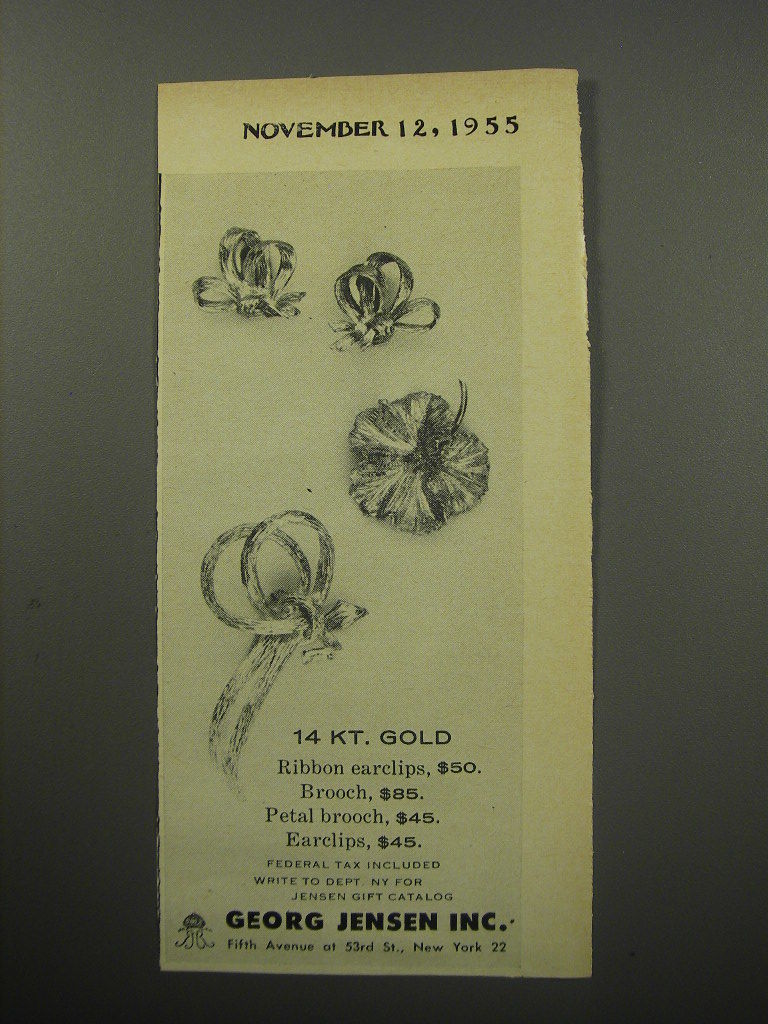 NOVEMBER 12, 1955
14 KT. GOLD
Ribbon earclips, $50.
Brooch, $85.
Petal brooch, $45.
Earclips, $45.
FEDERAL TAX INCLUDED
WRITE TO DEPT. NY FOR
JENSEN GIFT CATALOG
GEORG JENSEN INC.
Fifth Avenue at 53rd St., New York 22